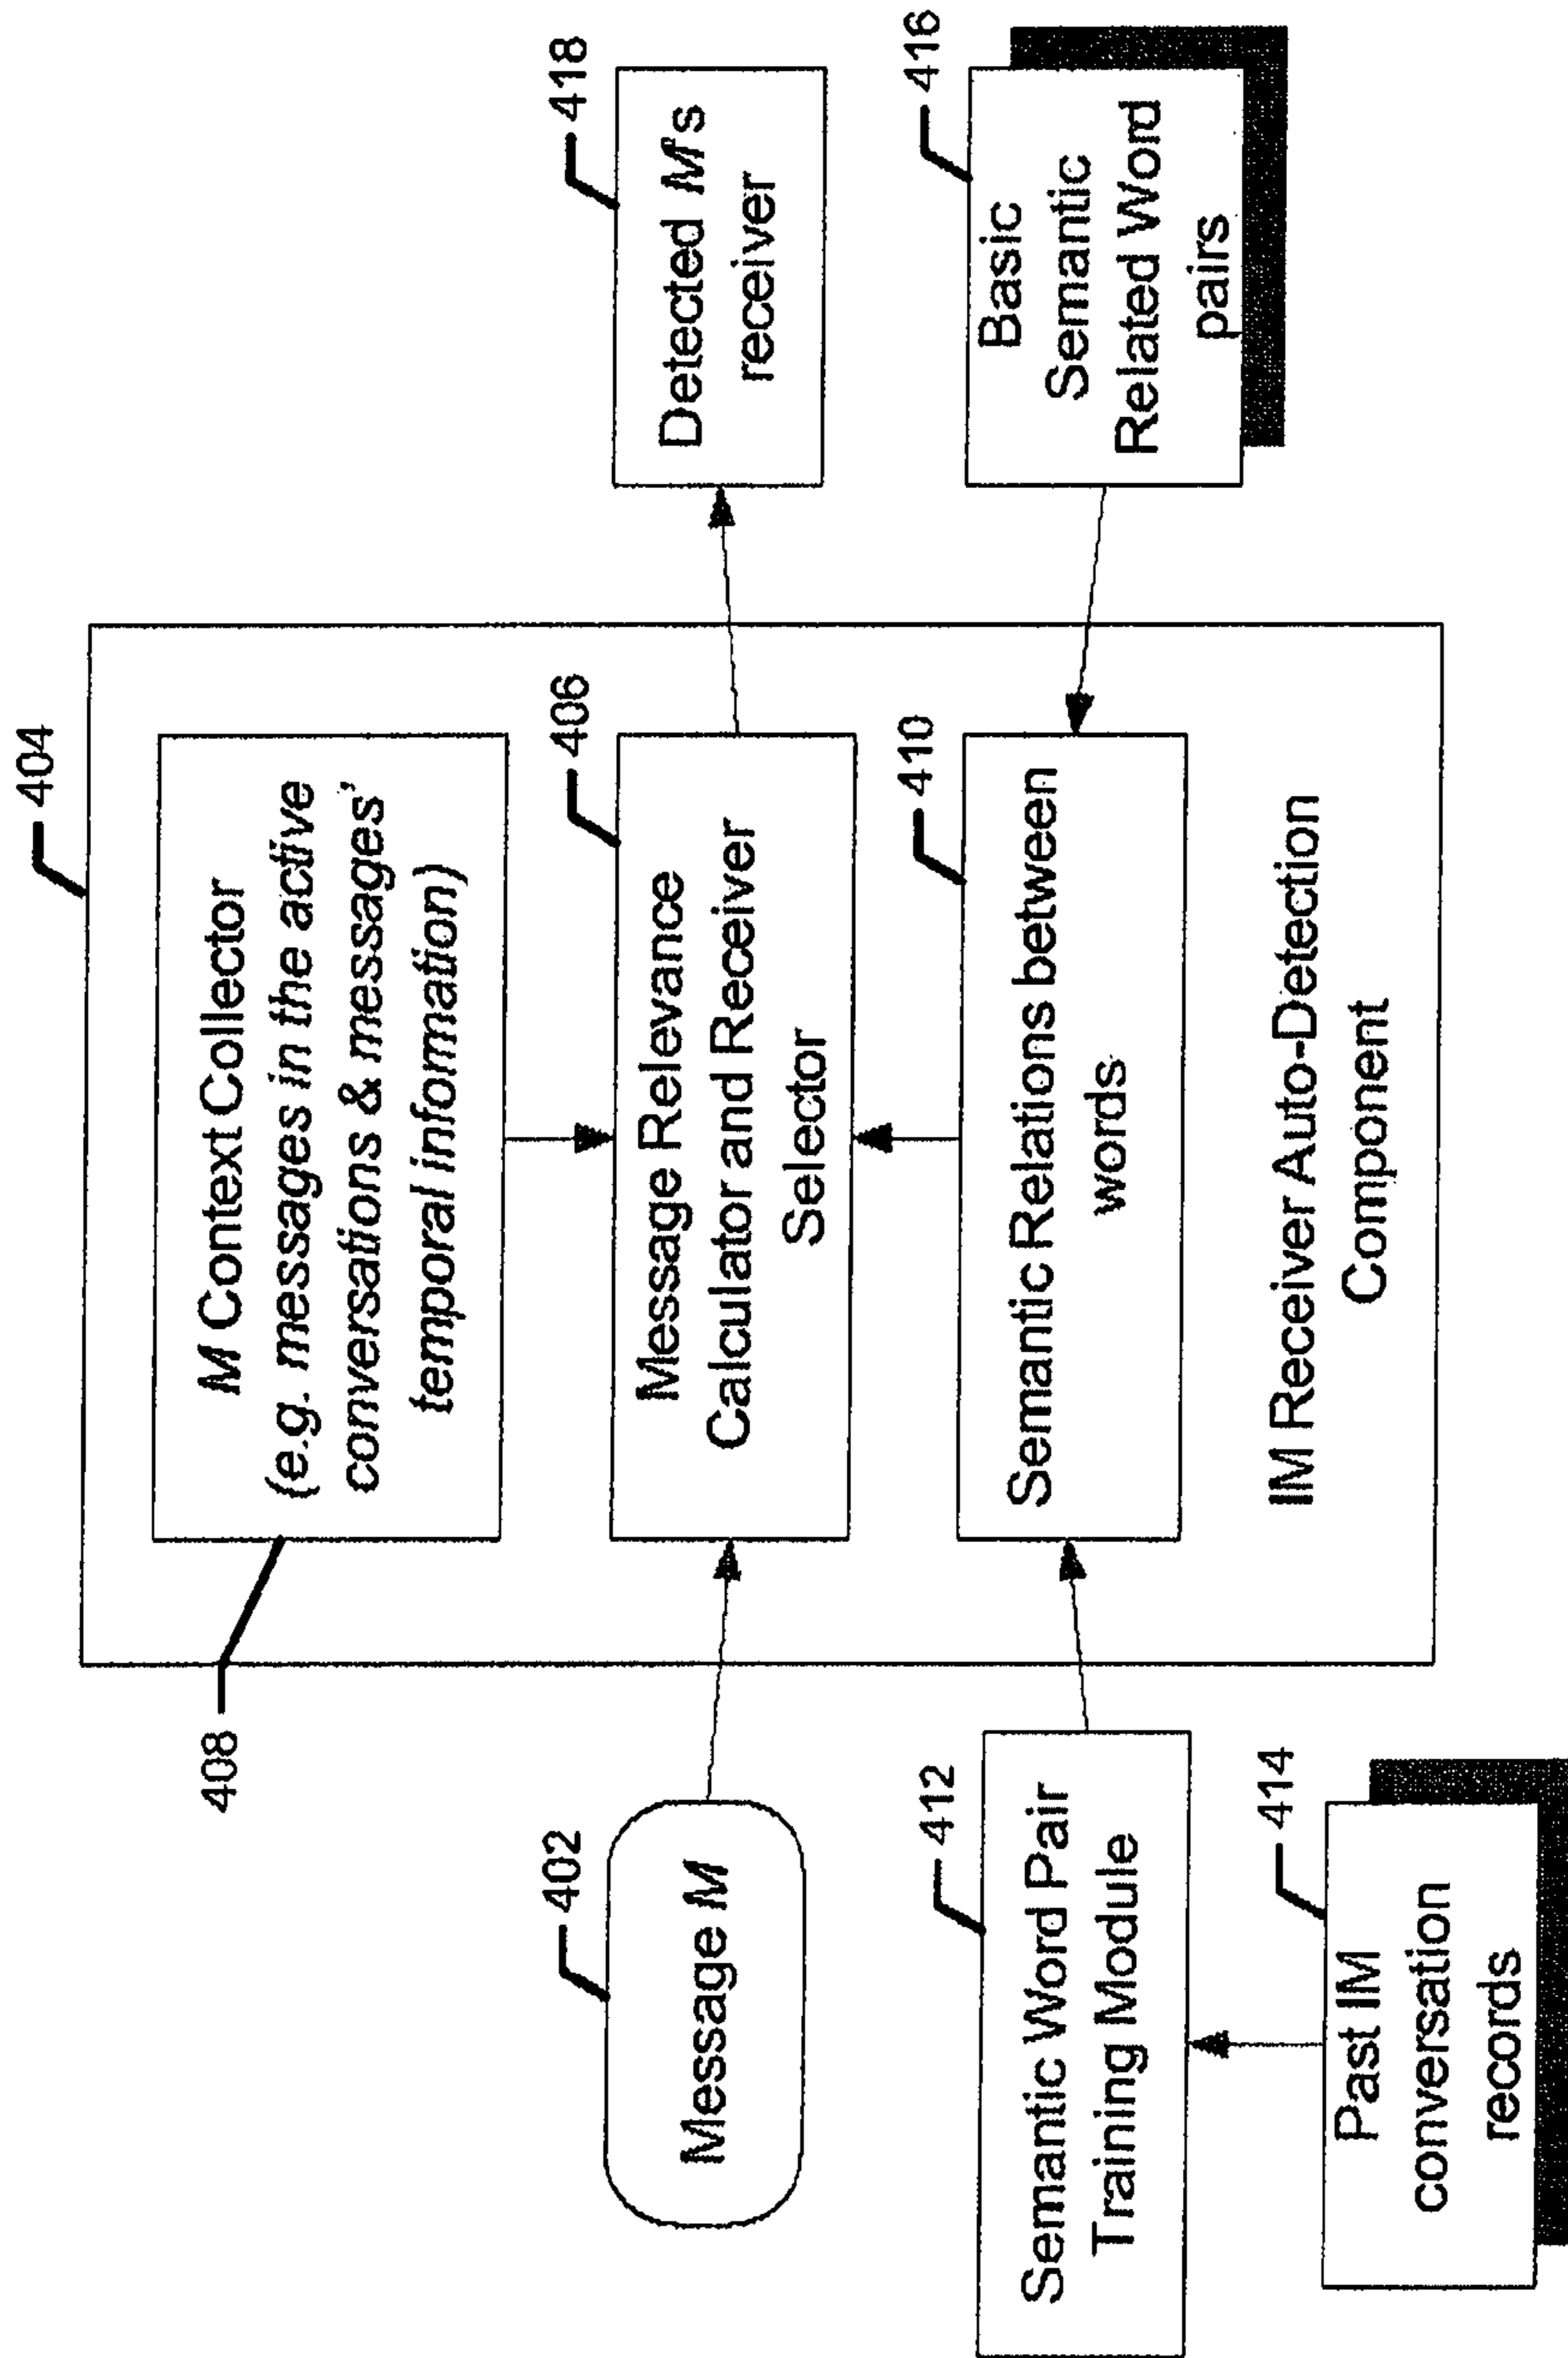 404
M Context Collector
(e.g. messages in the active
conversations & messages'
temporal information)
408
402
Message M
406
Message Relevance
Calculator and Receiver
Selector
418
Detected M's
receiver
412
Semantic Word Pair
Training Module
410
Semantic Relations between
words
416
Basic
Semantic
Related Word
pairs
IM Receiver Auto-Detection
Component
414
Past IM
conversation
records